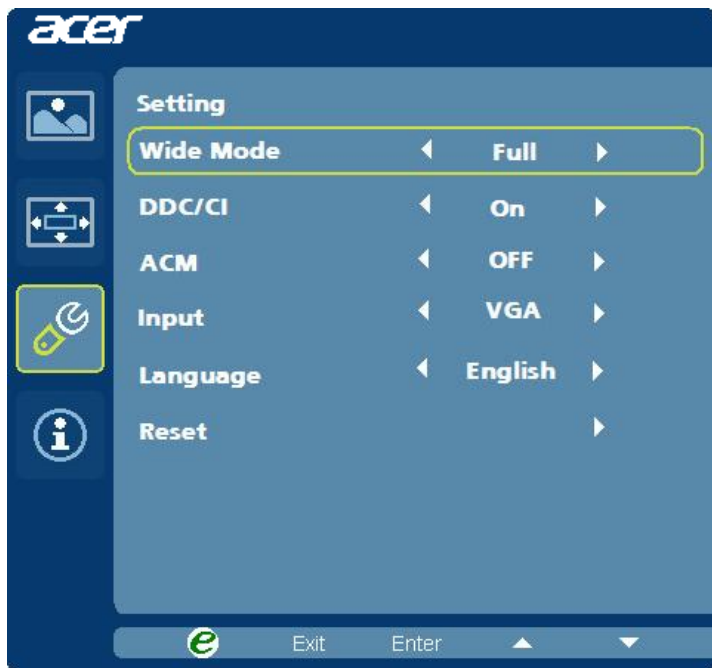 acer
Setting
Wide Mode Full
DDC/CI On
ACM OFF
Input VGA
Language English
Reset
e Exit Enter